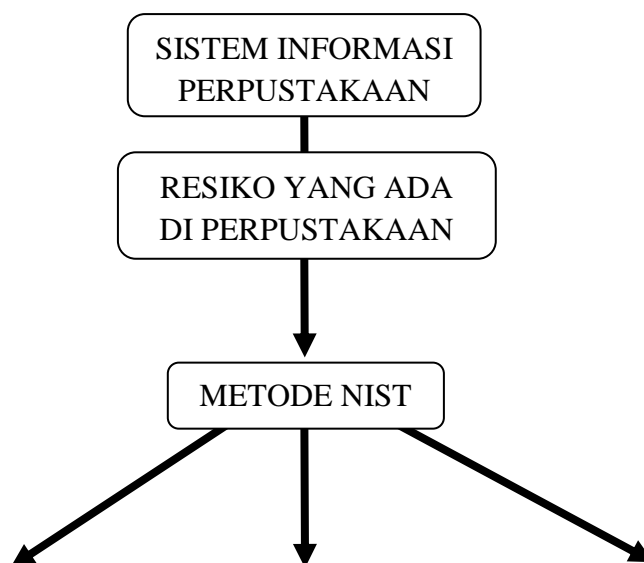 SISTEM INFORMASI
PERPUSTAKAAN
RESIKO YANG ADA
DI PERPUSTAKAAN
METODE NIST